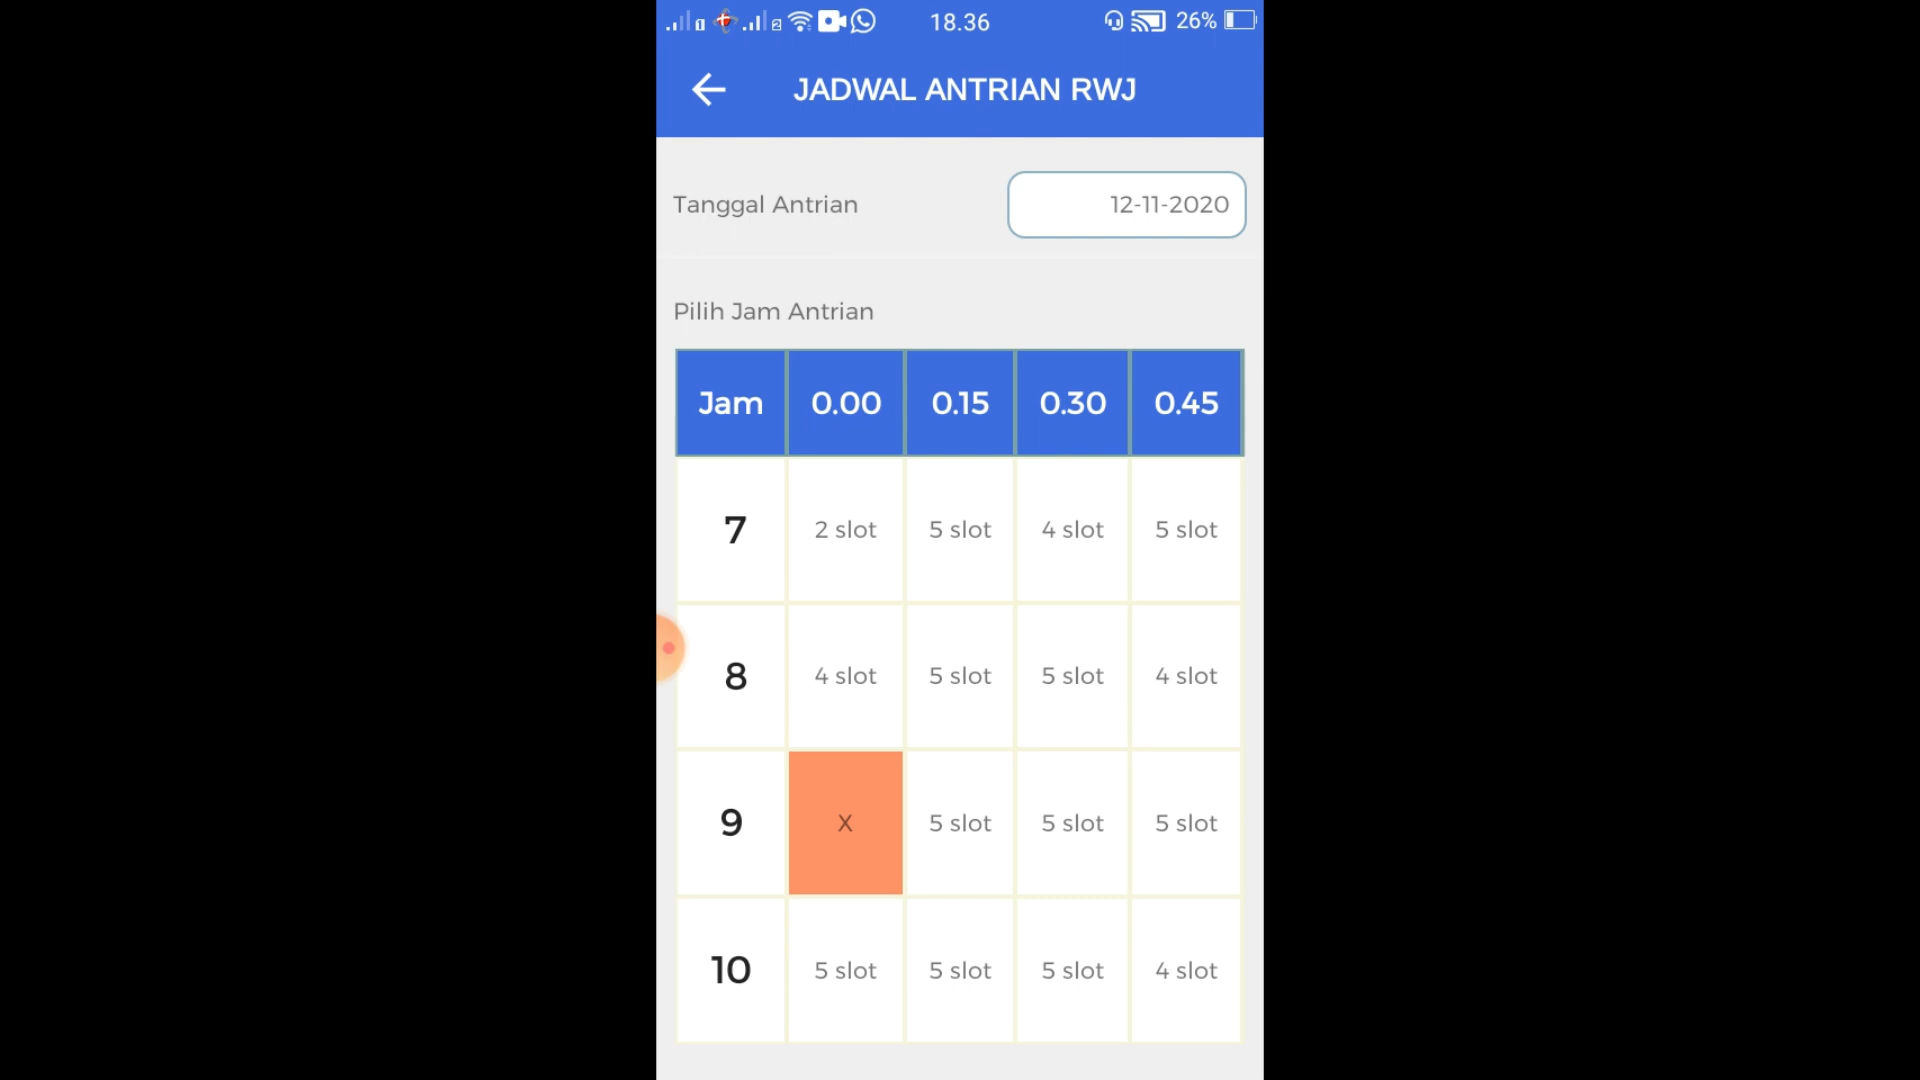 18.36 26%
JADWAL ANTRIAN RWJ
Tanggal Antrian 12-11-2020
Pilih Jam Antrian
Jam 0.00 0.15 0.30 0.45
7 2 slot 5 slot 4 slot 5 slot
8 4 slot 5 slot 5 slot 4 slot
9 X 5 slot 5 slot 5 slot
10 5 slot 5 slot 5 slot 4 slot